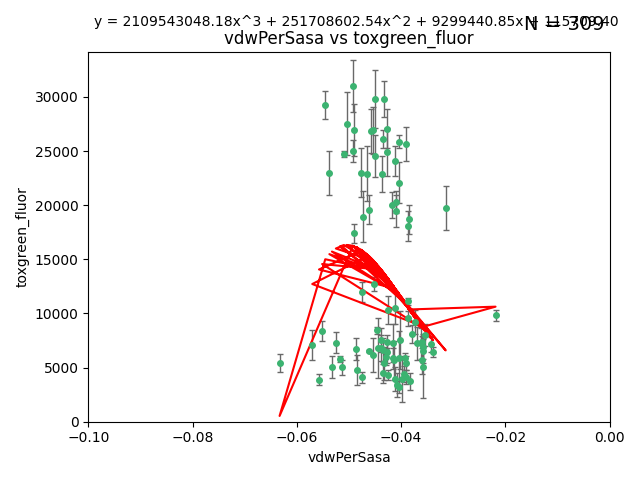 y = 2109543048.18x^3 + 251708602.54x^2 + 9299440.85x
N = 309
vdwPerSasa vs toxgreen_fluor
toxgreen_fluor
30000
25000
20000
15000
10000
5000
0
−0.10 −0.08 −0.06 −0.04 −0.02 0.00
vdwPerSasa